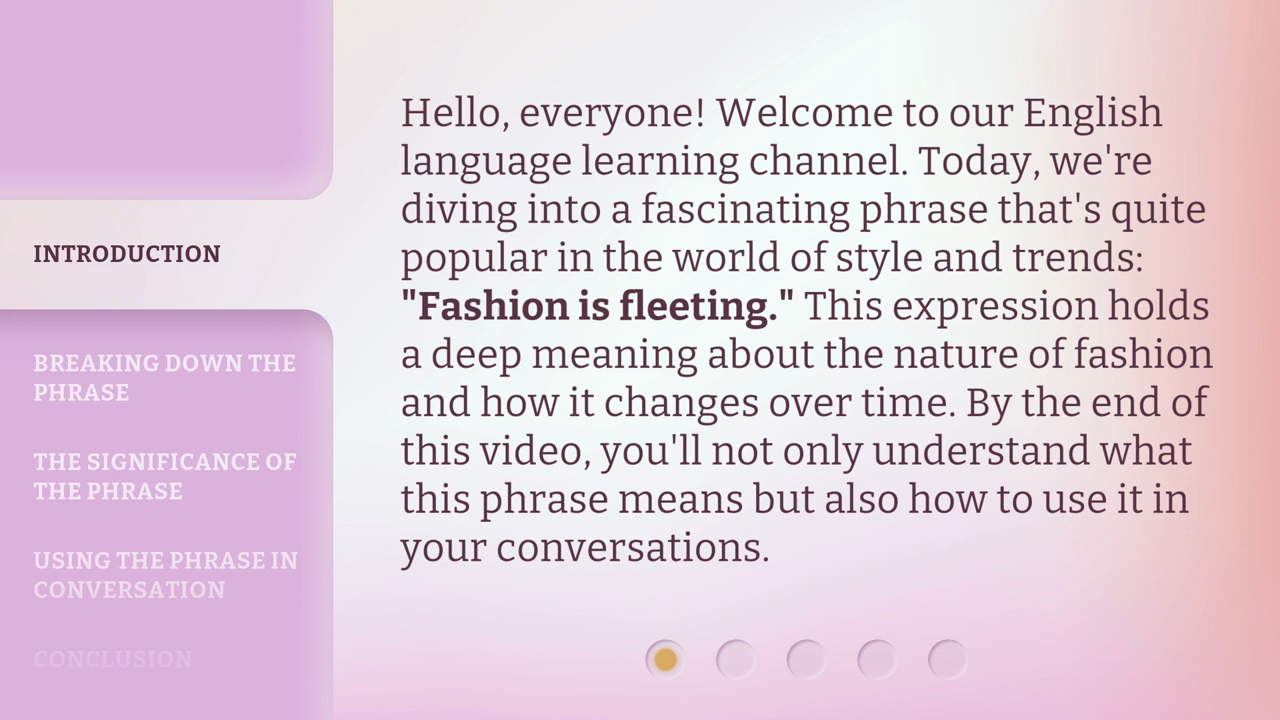 INTRODUCTION
BREAKING DOWN THE
PHRASE
THE SIGNIFICANCE OF
THE PHRASE
USING THE PHRASE IN
CONVERSATION
CONCLUSION
Hello, everyone! Welcome to our English
language learning channel. Today, we're
diving into a fascinating phrase that's quite
popular in the world of style and trends:
"Fashion is fleeting." This expression holds
a deep meaning about the nature of fashion
and how it changes over time. By the end of
this video, you'll not only understand what
this phrase means but also how to use it in
your conversations.